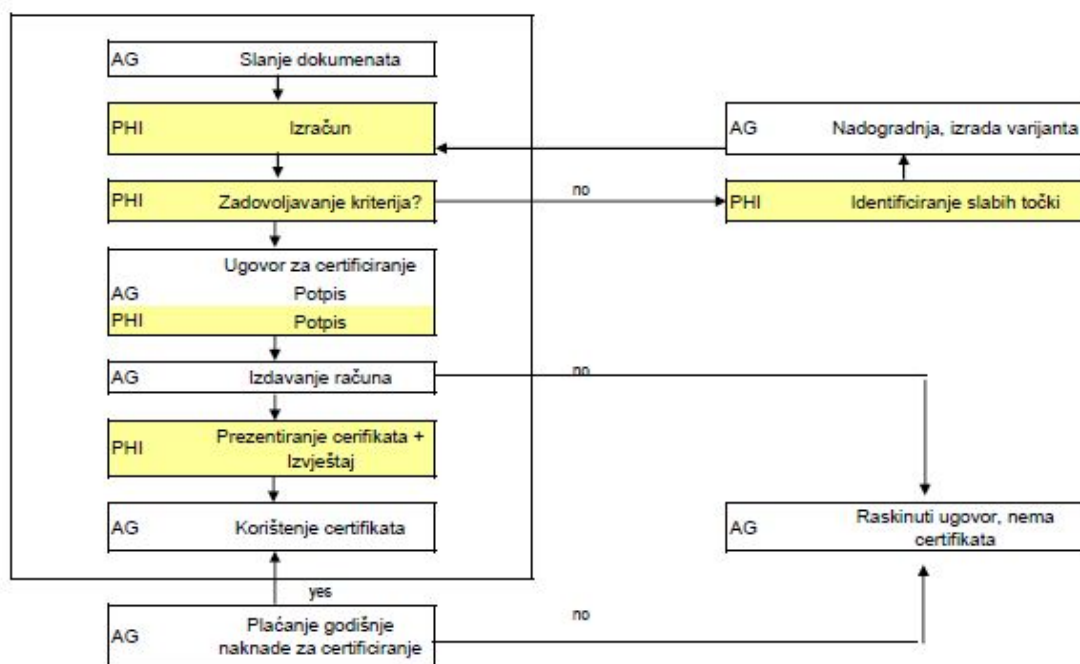 AG Slanje dokumenata
PHI Izračun
PHI Zadovoljavanje kriterija?
no
Ugovor za certificiranje
AG Potpis
PHI Potpis
AG Izdavanje računa
no
PHI Prezentiranje cerifikata +
Izvještaj
AG Korištenje certifikata
yes
AG Plaćanje godišnje
naknade za certificiranje
no
AG Nadogradnja, izrada varijanta
PHI Identificiranje slabih točki
AG Raskinuti ugovor, nema
certifikata